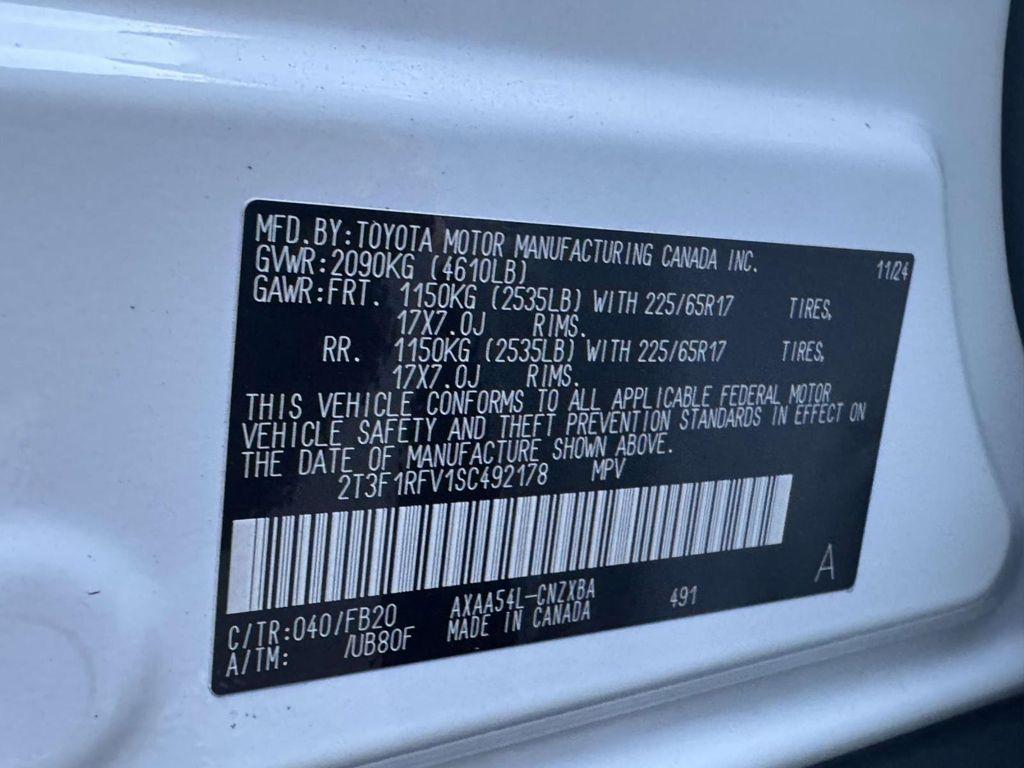 MFD.BY:TOYOTA MOTOR MANUFACTURING CANADA INC. 11/24
GVWR:2090KG (4610LB)
GAWR:FRT. 1150KG (2535LB) WITH 225/65R17 TIRES,
17X7.0J RIMS.
RR. 1150KG (2535LB) WITH 225/65R17 TIRES,
17X7.0J RIMS.
THIS VEHICLE CONFORMS TO ALL APPLICABLE FEDERAL MOTOR
VEHICLE SAFETY AND THEFT PREVENTION STANDARDS IN EFFECT ON
THE DATE OF MANUFACTURE SHOWN ABOVE.
2T3F1RFV1SC492178 MPV
C/TR:040/FB20 AXAA54L-CNZXBA 491 A
A/TM: /UB80F MADE IN CANADA